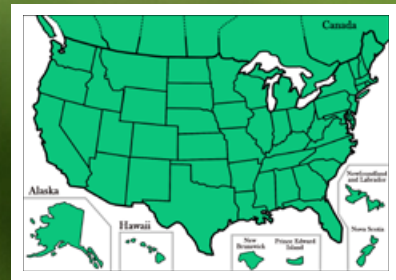 Canada
Alaska
Hawaii
New
Brunswick
Prince Edward
Island
Newfoundland
and Labrador
Nova Scotia